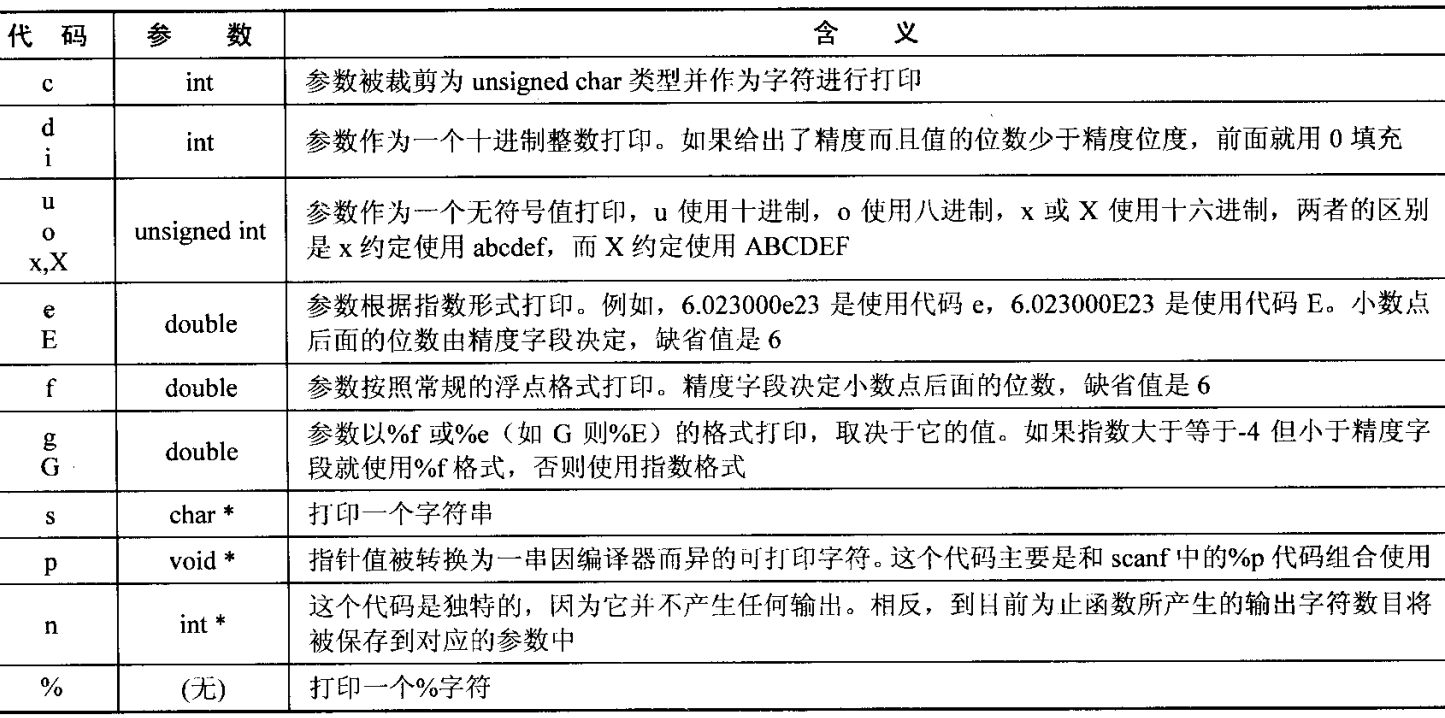 代 码 参 数 含 义
c int 参数被裁剪为 unsigned char 类型并作为字符进行打印
d
i
int
参数作为一个十进制整数打印。如果给出了精度而且值的位数少于精度位度，前面就用 0 填充
u
o
x,X
unsigned int
参数作为一个无符号值打印，u 使用十进制，o 使用八进制，x 或 X 使用十六进制，两者的区别
是 x 约定使用 abcdef，而 X 约定使用 ABCDEF
e
E
double
参数根据指数形式打印。例如，6.023000e23 是使用代码 e，6.023000E23 是使用代码 E。小数点
后面的位数由精度字段决定，缺省值是 6
f double 参数按照常规的浮点格式打印。精度字段决定小数点后面的位数，缺省值是 6
g
G
double
参数以%f 或%e（如 G 则%E）的格式打印，取决于它的值。如果指数大于等于-4 但小于精度字
段就使用%f 格式，否则使用指数格式
s char * 打印一个字符串
p void * 指针值被转换为一串因编译器而异的可打印字符。这个代码主要是和 scanf 中的%p 代码组合使用
n
int *
这个代码是独特的，因为它并不产生任何输出。相反，到目前为止函数所产生的输出字符数目将
被保存到对应的参数中
% (无) 打印一个%字符